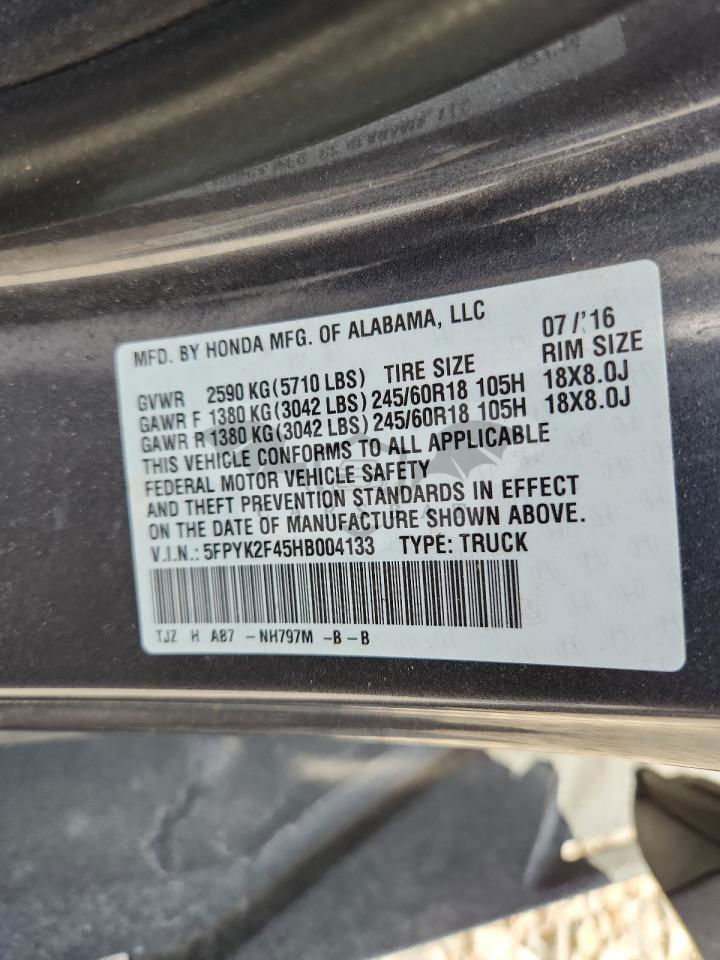 MFD. BY HONDA MFG. OF ALABAMA, LLC 07/'16
GVWR 2590 KG(5710 LBS) TIRE SIZE RIM SIZE
GAWR F 1380 KG(3042 LBS) 245/60R18 105H 18X8.0J
GAWR R 1380 KG(3042 LBS) 245/60R18 105H 18X8.0J
THIS VEHICLE CONFORMS TO ALL APPLICABLE
FEDERAL MOTOR VEHICLE SAFETY
AND THEFT PREVENTION STANDARDS IN EFFECT
ON THE DATE OF MANUFACTURE SHOWN ABOVE.
V.I.N.: 5FPYK2F45HB004133 TYPE: TRUCK
TJZ H AB7 -NH797M -B-B